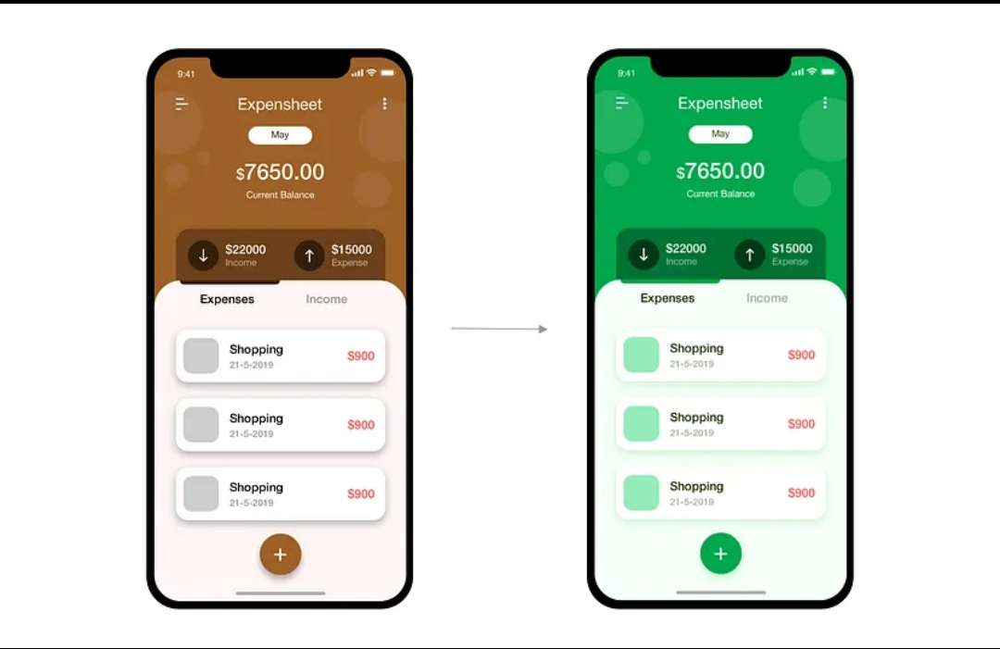 9:41
Expensheet
May
$7650.00
Current Balance
$22000
Income
$15000
Expense
Expenses
Income
Shopping
21-5-2019
$900
Shopping
21-5-2019
$900
Shopping
21-5-2019
$900
+
9:41
Expensheet
May
$7650.00
Current Balance
$22000
Income
$15000
Expense
Expenses
Income
Shopping
21-5-2019
$900
Shopping
21-5-2019
$900
Shopping
21-5-2019
$900
+